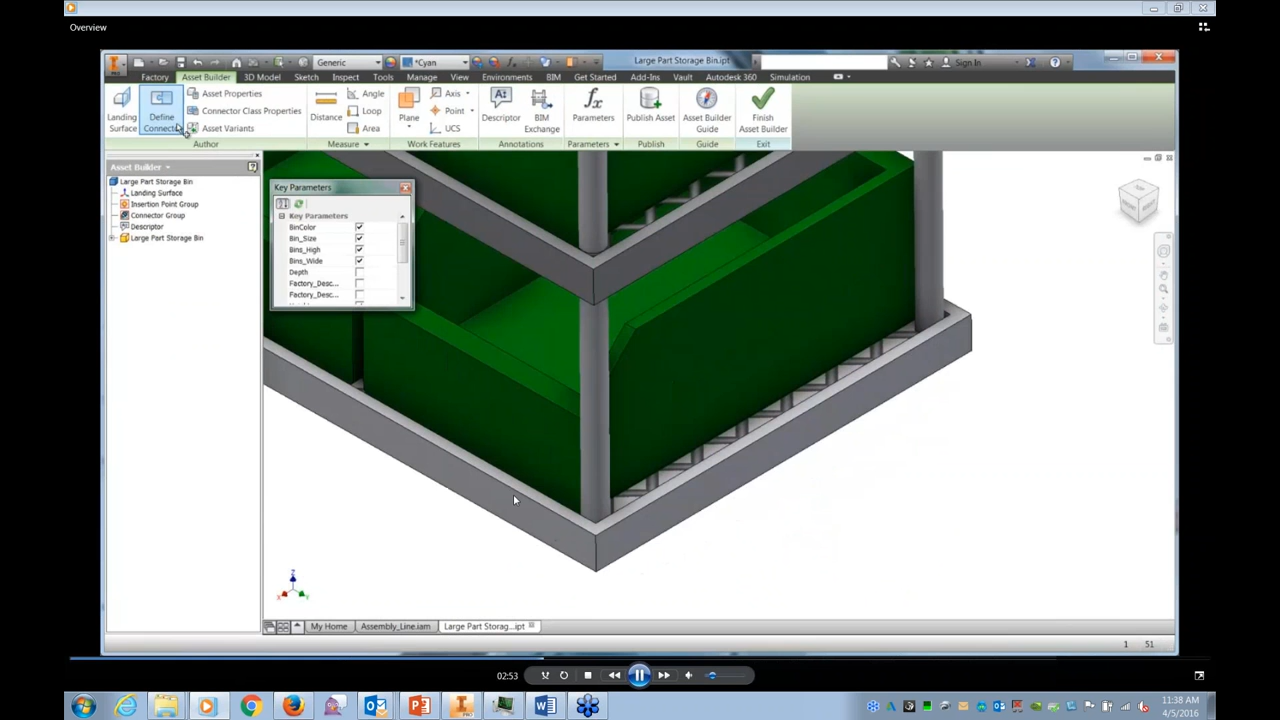 Overview
Generic
*Cyan
Large Part Storage Bin.ipt
Sign In
PRO
Factory Asset Builder 3D Model Sketch Inspect Tools Manage View Environments BIM Get Started Add-Ins Vault Autodesk 360 Simulation
Landing Surface
Define Connector
Asset Properties
Connector Class Properties
Asset Variants
Author
Distance
Angle
Loop
Area
Measure
Plane
Axis
Point
UCS
Work Features
Descriptor
BIM Exchange
Annotations
Parameters
Parameters
Publish Asset
Publish
Asset Builder Guide
Guide
Finish Asset Builder
Exit
Asset Builder
Large Part Storage Bin
Landing Surface
Insertion Point Group
Connector Group
Descriptor
Large Part Storage Bin
Key Parameters
Key Parameters
BinColor
Bin_Size
Bins_High
Bins_Wide
Depth
Factory_Desc...
Factory_Desc...
Z
X
Y
My Home Assembly_Line.iam Large Part Storag...ipt
1 51
02:53
11:38 AM
4/5/2016